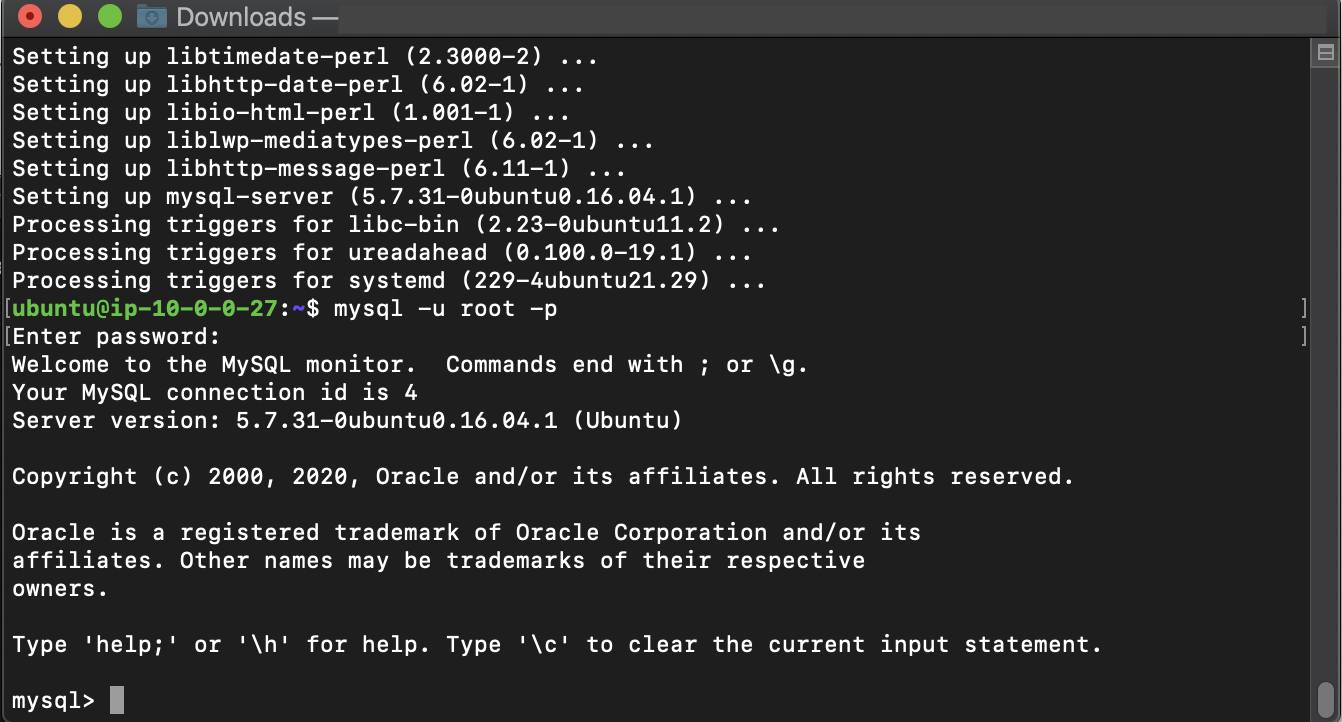 Downloads —
Setting up libtimedate-perl (2.3000-2) ...
Setting up libhttp-date-perl (6.02-1) ...
Setting up libio-html-perl (1.001-1) ...
Setting up liblwp-mediatypes-perl (6.02-1) ...
Setting up libhttp-message-perl (6.11-1) ...
Setting up mysql-server (5.7.31-0ubuntu0.16.04.1) ...
Processing triggers for libc-bin (2.23-0ubuntu11.2) ...
Processing triggers for ureadahead (0.100.0-19.1) ...
Processing triggers for systemd (229-4ubuntu21.29) ...
[ubuntu@ip-10-0-0-27:~$ mysql -u root -p ]
[Enter password: ]
Welcome to the MySQL monitor.  Commands end with ; or \g.
Your MySQL connection id is 4
Server version: 5.7.31-0ubuntu0.16.04.1 (Ubuntu)
Copyright (c) 2000, 2020, Oracle and/or its affiliates. All rights reserved.
Oracle is a registered trademark of Oracle Corporation and/or its
affiliates. Other names may be trademarks of their respective
owners.
Type 'help;' or '\h' for help. Type '\c' to clear the current input statement.
mysql>